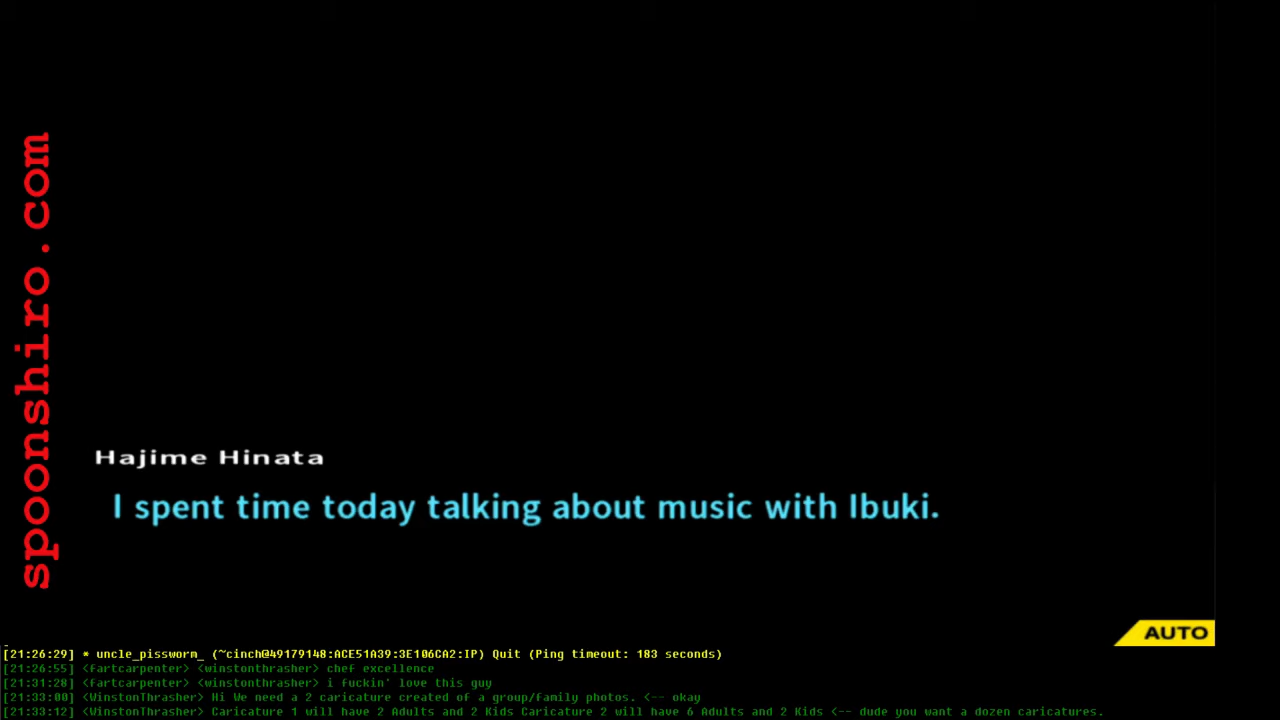 spoonshiro.com
Hajime Hinata
I spent time today talking about music with Ibuki.
AUTO
[21:26:29] * uncle_pissworm_ (~cinch@49179148:ACE51A39:3E106CA2:IP) Quit (Ping timeout: 183 seconds)
[21:26:55] <fartcarpenter> <winstonthrasher> chef excellence
[21:31:28] <fartcarpenter> <winstonthrasher> i fuckin' love this guy
[21:33:00] <WinstonThrasher> Hi We need a 2 caricature created of a group/family photos. <-- okay
[21:33:12] <WinstonThrasher> Caricature 1 will have 2 Adults and 2 Kids Caricature 2 will have 6 Adults and 2 Kids <-- dude you want a dozen caricatures.